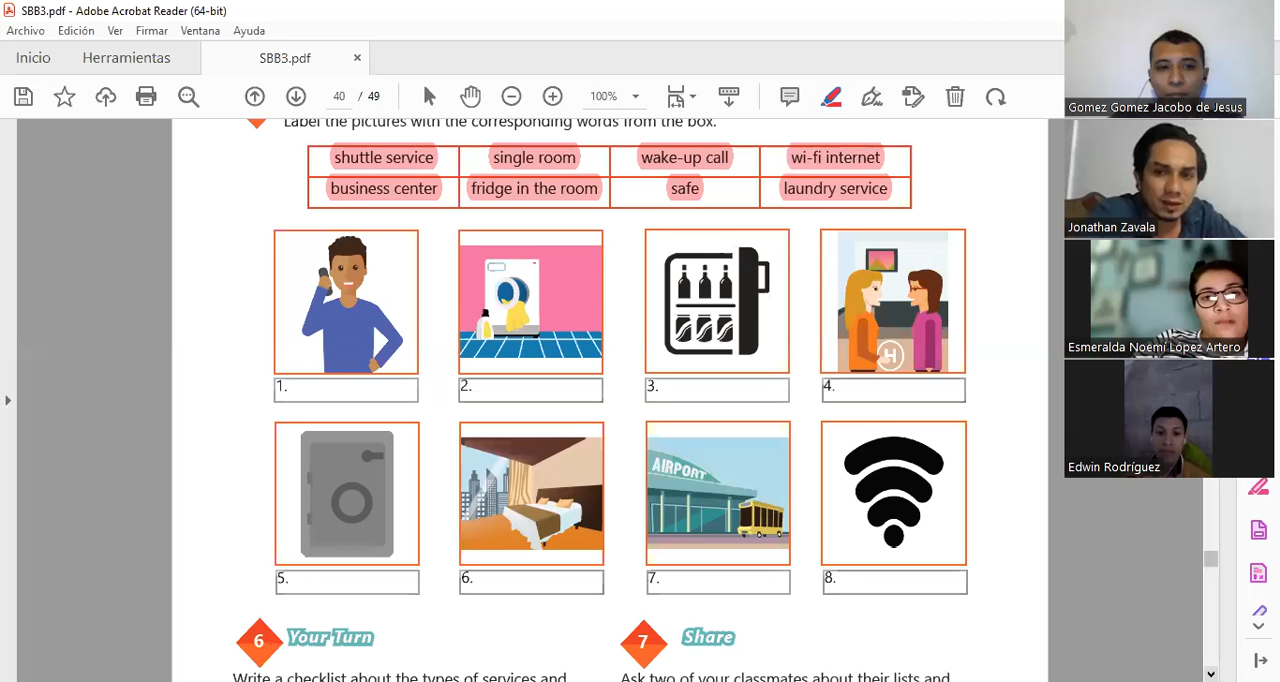 SBB3.pdf - Adobe Acrobat Reader (64-bit)
Archivo Edición Ver Firmar Ventana Ayuda
Inicio Herramientas SBB3.pdf ×
40 / 49 100%
Label the pictures with the corresponding words from the box.
shuttle service single room wake-up call wi-fi internet
business center fridge in the room safe laundry service
H
1. 2. 3. 4.
AIRPORT
5. 6. 7. 8.
6 Your Turn
7 Share
Write a checklist about the types of services and
Ask two of your classmates about their lists and
Gomez Gomez Jacobo de Jesus
Jonathan Zavala
Esmeralda Noemí López Artero
Edwin Rodríguez